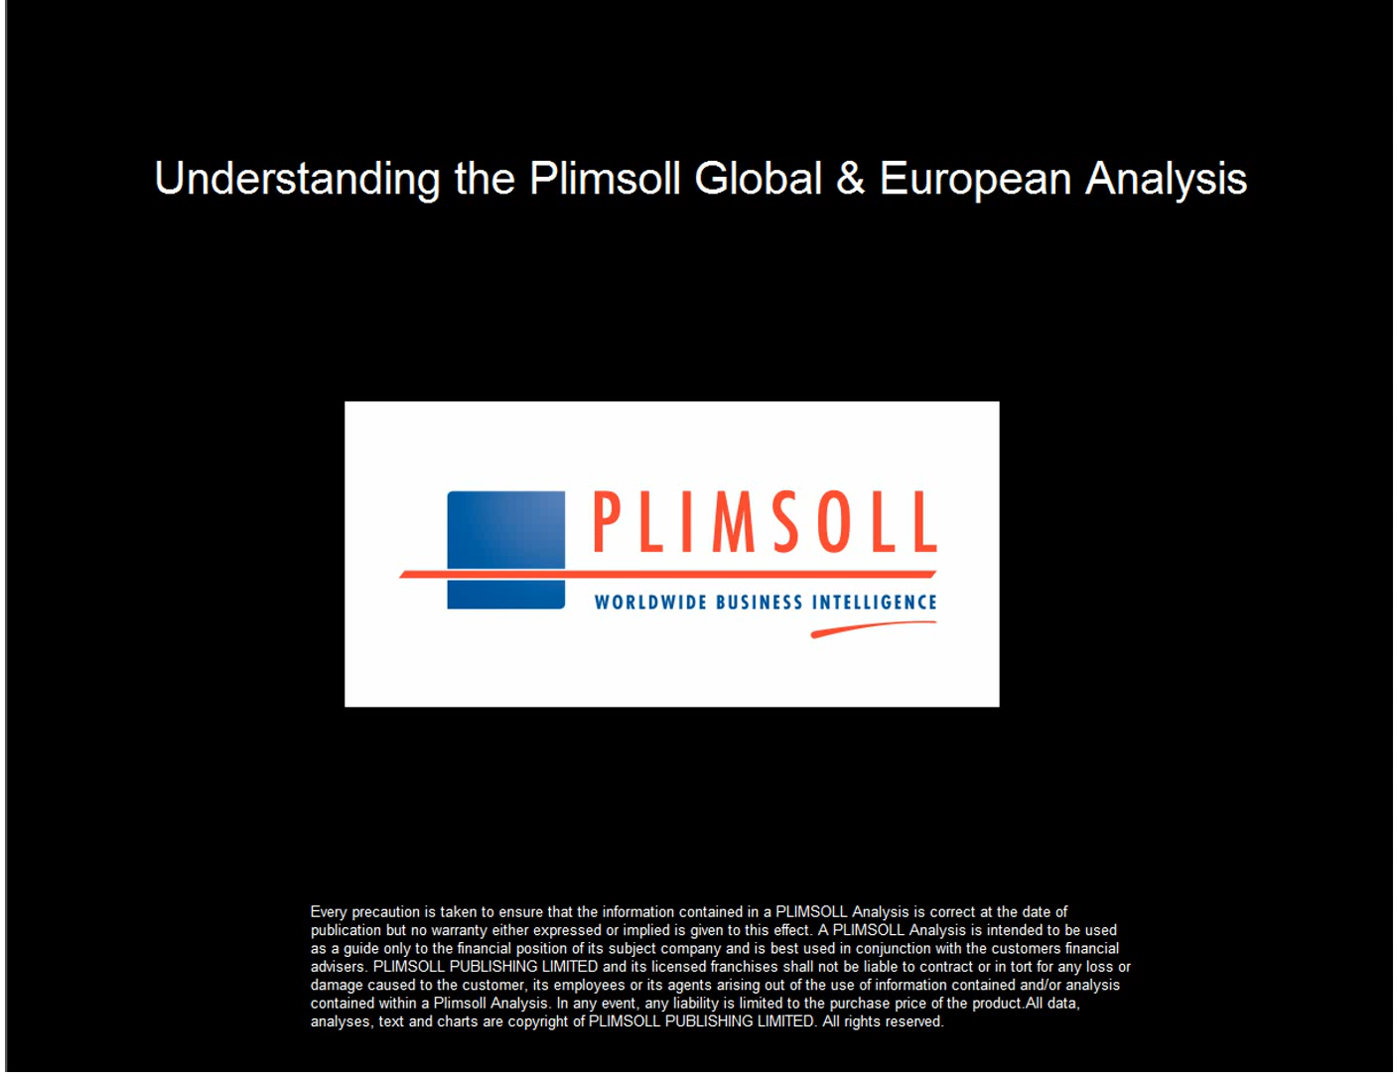 Understanding the Plimsoll Global & European Analysis
PLIMSOLL
WORLDWIDE BUSINESS INTELLIGENCE
Every precaution is taken to ensure that the information contained in a PLIMSOLL Analysis is correct at the date of
publication but no warranty either expressed or implied is given to this effect. A PLIMSOLL Analysis is intended to be used
as a guide only to the financial position of its subject company and is best used in conjunction with the customers financial
advisers. PLIMSOLL PUBLISHING LIMITED and its licensed franchises shall not be liable to contract or in tort for any loss or
damage caused to the customer, its employees or its agents arising out of the use of information contained and/or analysis
contained within a Plimsoll Analysis. In any event, any liability is limited to the purchase price of the product.All data,
analyses, text and charts are copyright of PLIMSOLL PUBLISHING LIMITED. All rights reserved.